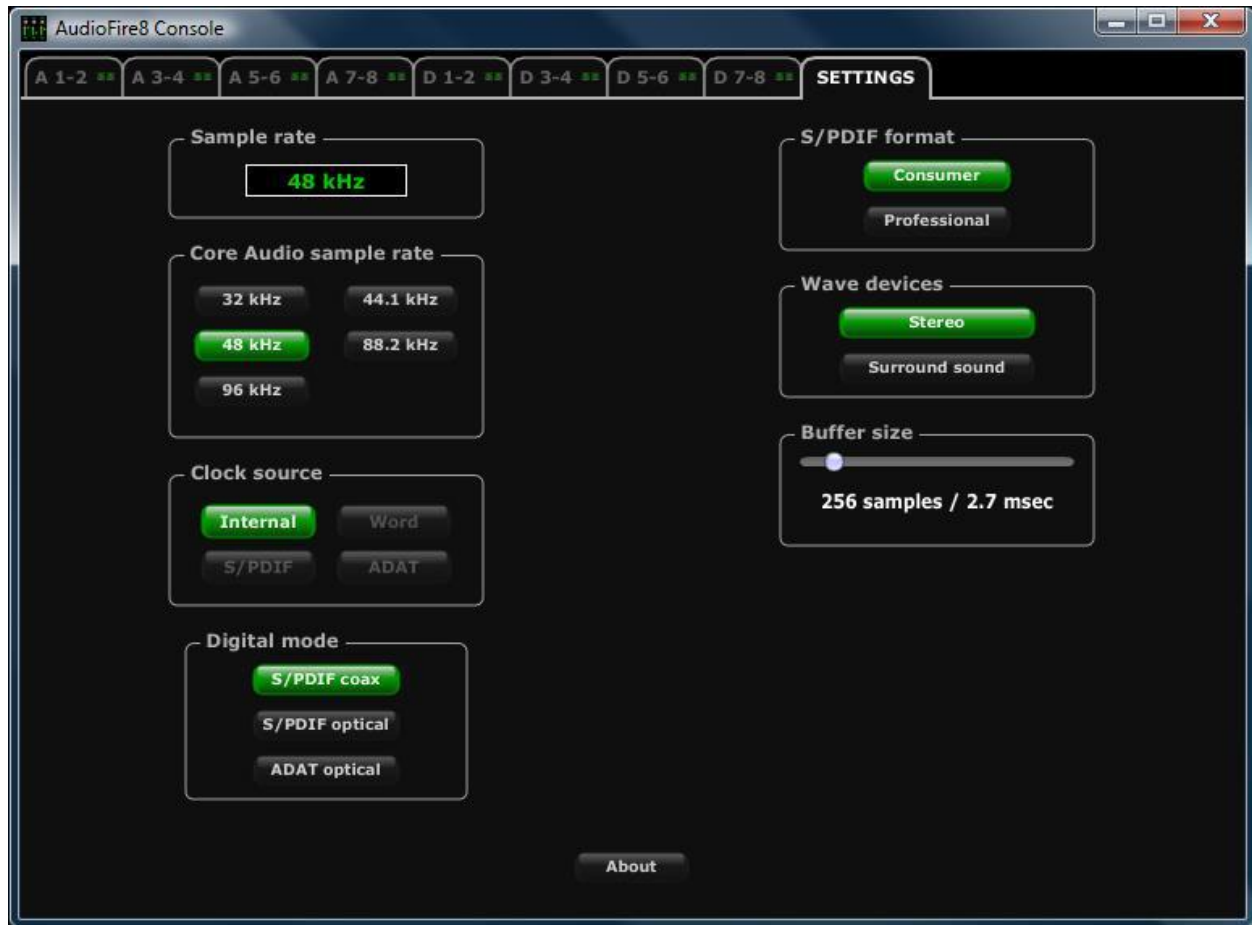 AudioFire8 Console
A 1-2 A 3-4 A 5-6 A 7-8 D 1-2 D 3-4 D 5-6 D 7-8 SETTINGS
Sample rate
48 kHz
Core Audio sample rate
32 kHz 44.1 kHz
48 kHz 88.2 kHz
96 kHz
Clock source
Internal Word
S/PDIF ADAT
Digital mode
S/PDIF coax
S/PDIF optical
ADAT optical
S/PDIF format
Consumer
Professional
Wave devices
Stereo
Surround sound
Buffer size
256 samples / 2.7 msec
About